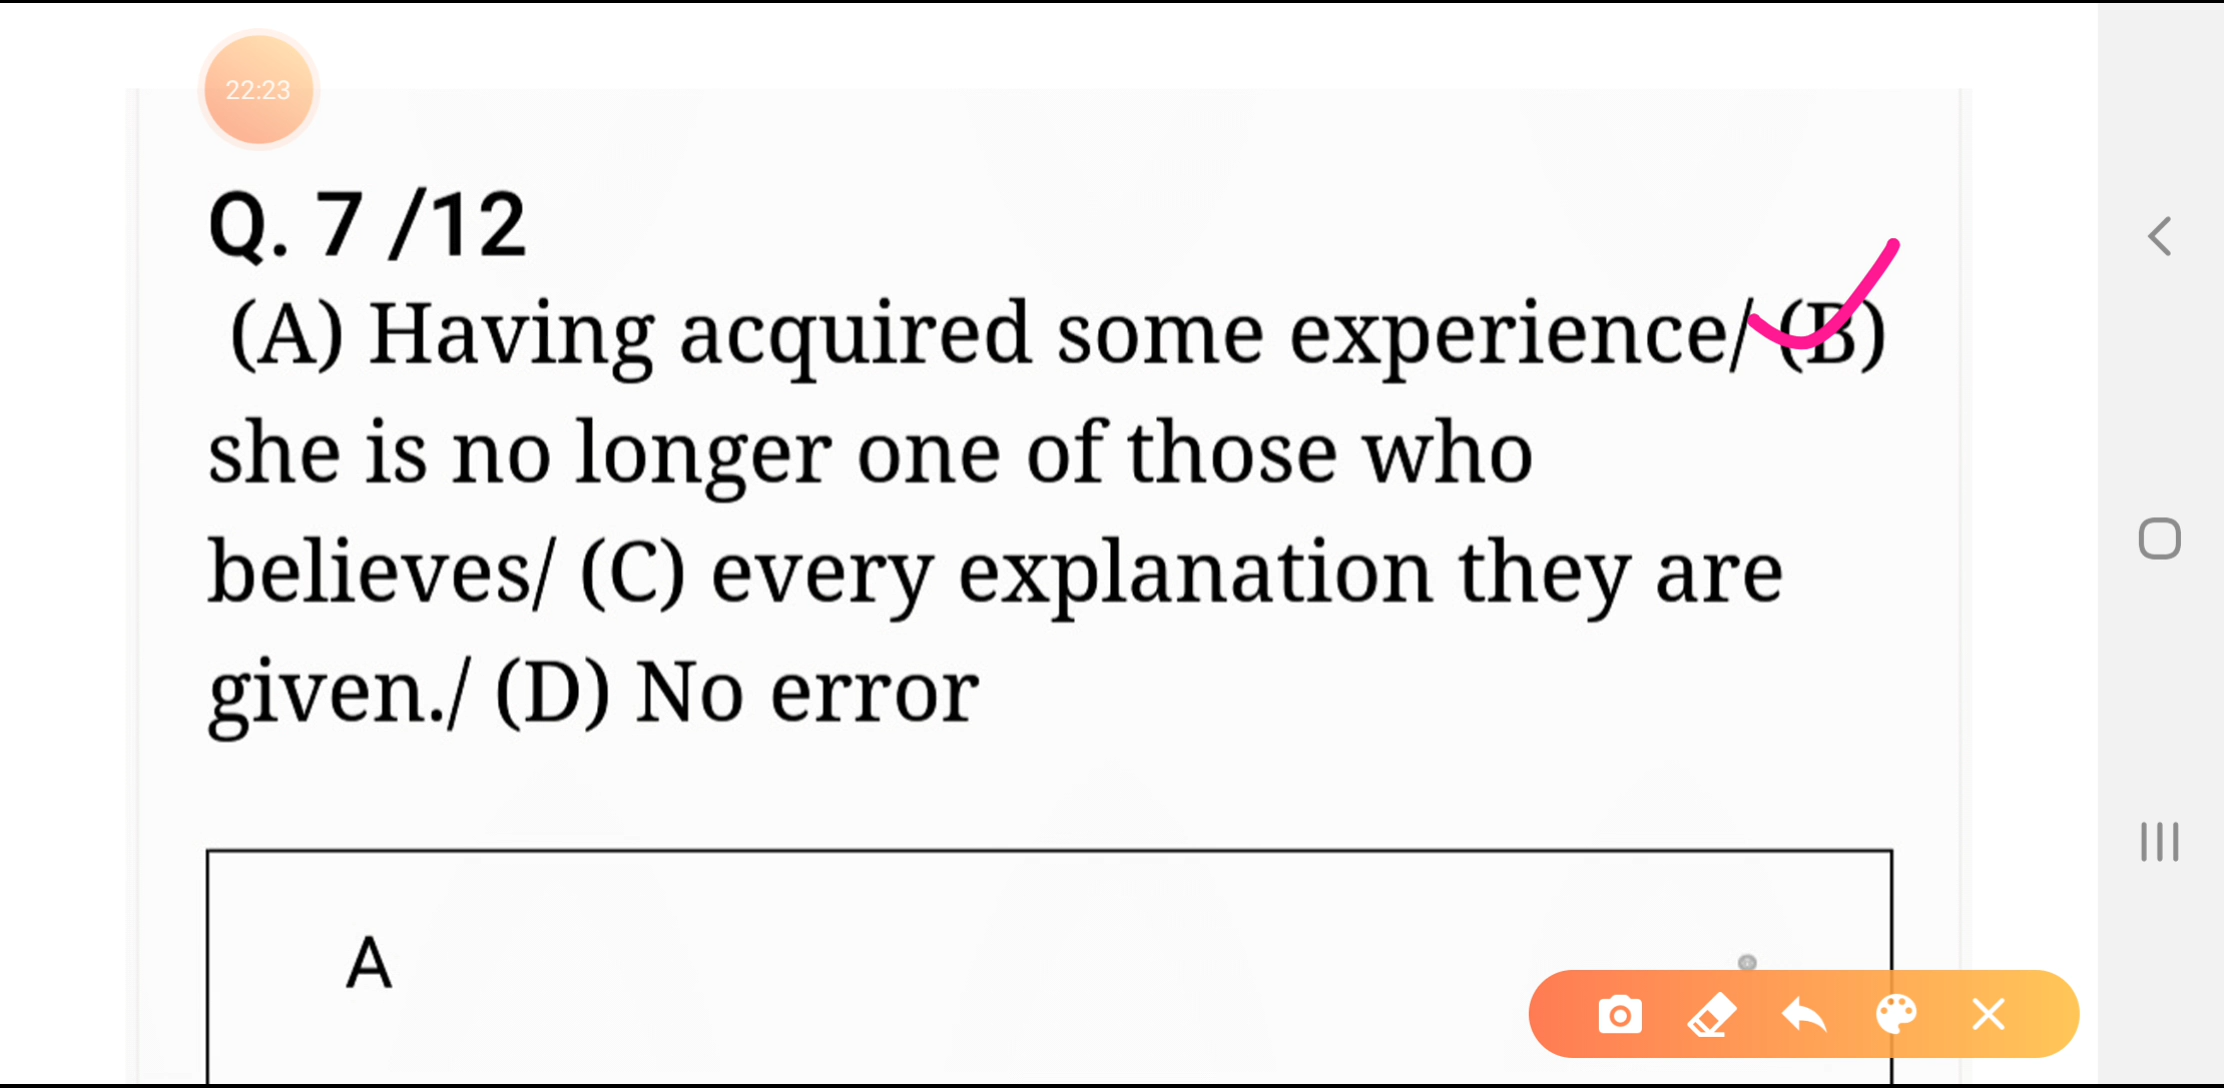 22:23
Q. 7 /12
(A) Having acquired some experience/ (B)
she is no longer one of those who
believes/ (C) every explanation they are
given./ (D) No error
A